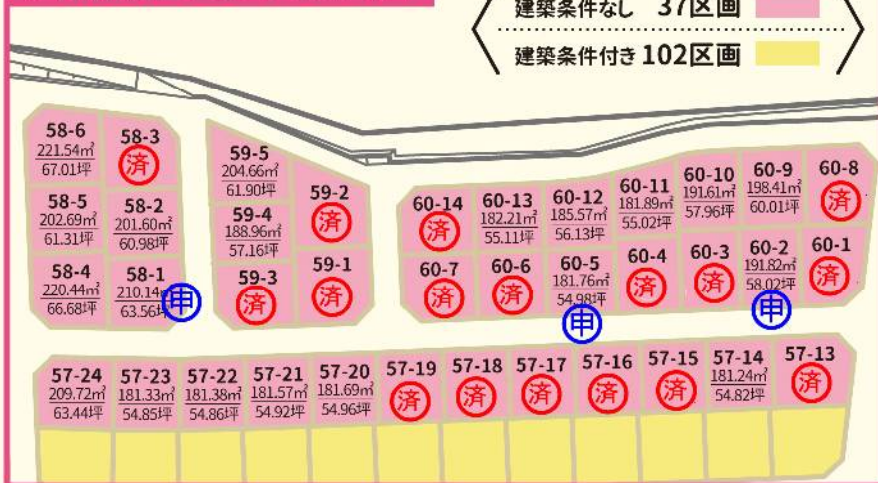 建築条件なし 37区画
建築条件付き 102区画
58-6
221.54㎡
67.01坪
58-3
済
58-5
202.69㎡
61.31坪
58-2
201.60㎡
60.98坪
58-4
220.44㎡
66.68坪
58-1
210.14㎡
63.56坪
申
59-5
204.66㎡
61.90坪
59-2
済
59-4
188.96㎡
57.16坪
59-3
済
59-1
済
60-14
済
60-13
182.21㎡
55.11坪
60-12
185.57㎡
56.13坪
60-11
181.89㎡
55.02坪
60-10
191.61㎡
57.96坪
60-9
198.41㎡
60.01坪
60-8
済
60-7
済
60-6
済
60-5
181.76㎡
54.98坪
申
60-4
済
60-3
済
60-2
191.82㎡
58.02坪
申
60-1
済
57-24
209.72㎡
63.44坪
57-23
181.33㎡
54.85坪
57-22
181.38㎡
54.86坪
57-21
181.57㎡
54.92坪
57-20
181.69㎡
54.96坪
57-19
済
57-18
済
57-17
済
57-16
済
57-15
済
57-14
181.24㎡
54.82坪
57-13
済